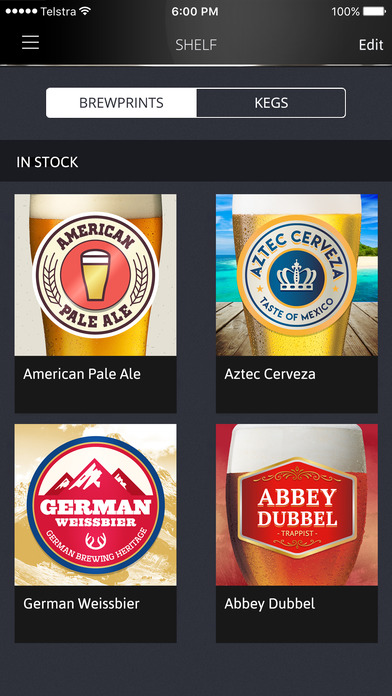 Telstra 6:00 PM 100%
SHELF Edit
BREWPRINTS KEGS
IN STOCK
AMERICAN
PALE ALE
American Pale Ale
AZTEC CERVEZA
TASTE OF MEXICO
Aztec Cerveza
GERMAN
WEISSBIER
GERMAN BREWING HERITAGE
German Weissbier
ABBEY
DUBBEL
- TRAPPIST -
Abbey Dubbel